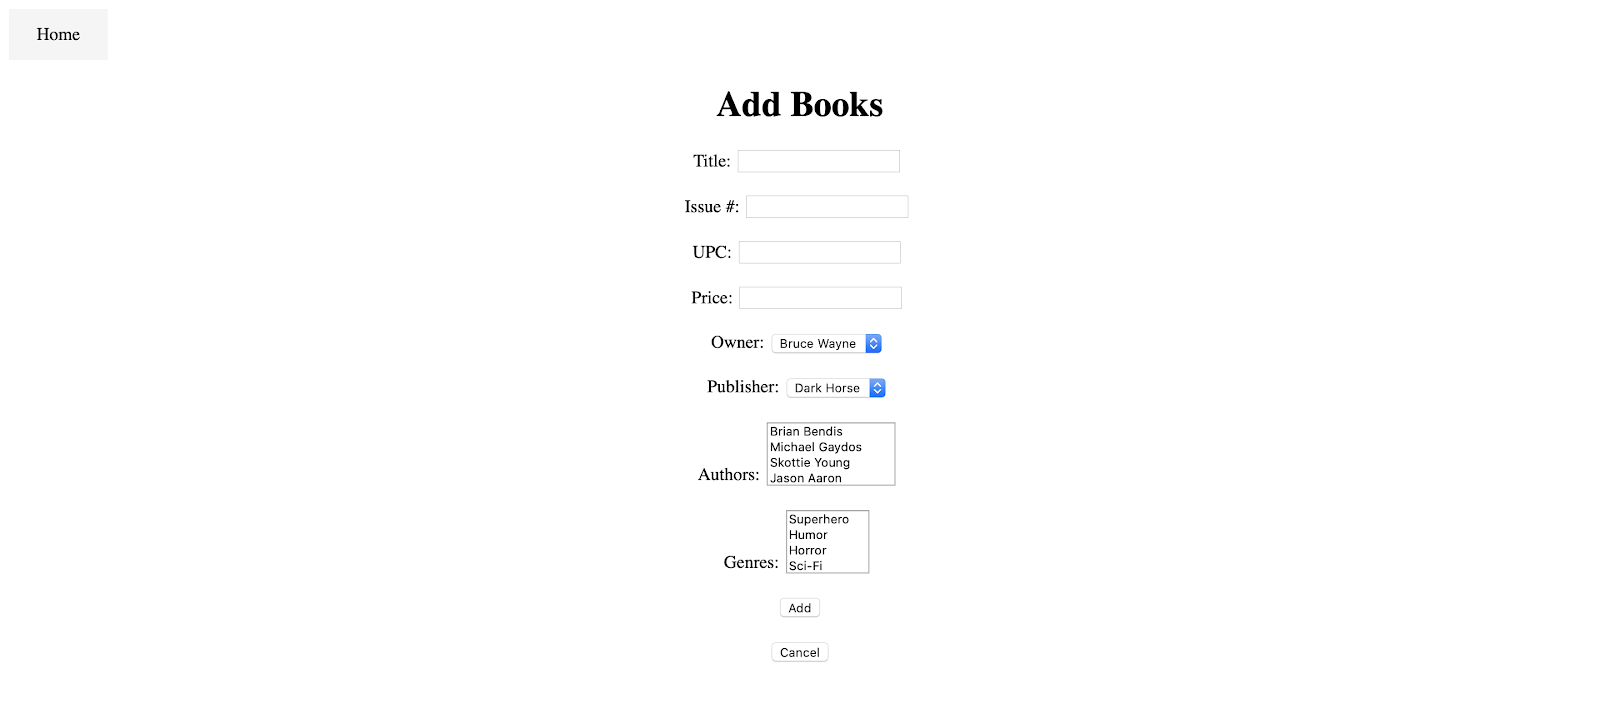 Home
Add Books
Title:
Issue #:
UPC:
Price:
Owner: Bruce Wayne
Publisher: Dark Horse
Brian Bendis
Michael Gaydos
Skottie Young
Authors: Jason Aaron
Superhero
Humor
Horror
Genres: Sci-Fi
Add
Cancel